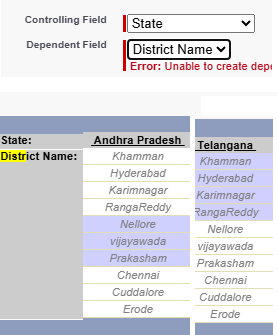 Controlling Field State
Dependent Field District Name
Error: Unable to create depe
State: Andhra Pradesh Telangana
District Name: Khamman Khamman
Hyderabad Hyderabad
Karimnagar Karimnagar
RangaReddy RangaReddy
Nellore Nellore
vijayawada vijayawada
Prakasham Prakasham
Chennai Chennai
Cuddalore Cuddalore
Erode Erode